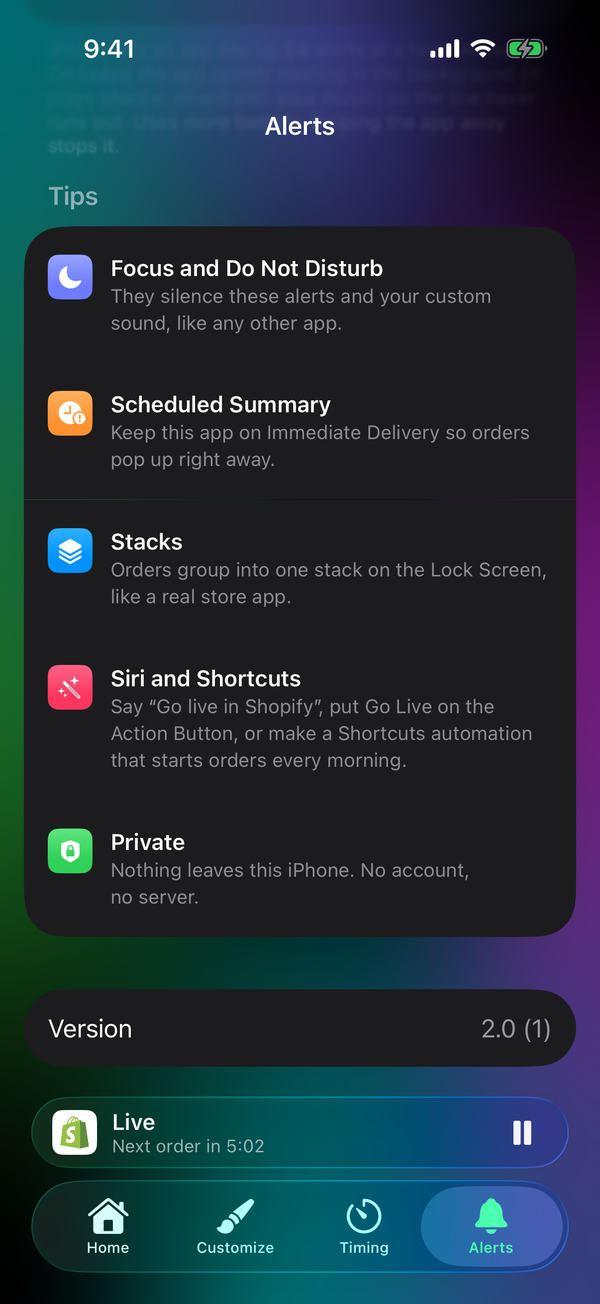 9:41
Alerts
stops it.
Tips
Focus and Do Not Disturb
They silence these alerts and your custom
sound, like any other app.
Scheduled Summary
Keep this app on Immediate Delivery so orders
pop up right away.
Stacks
Orders group into one stack on the Lock Screen,
like a real store app.
Siri and Shortcuts
Say “Go live in Shopify”, put Go Live on the
Action Button, or make a Shortcuts automation
that starts orders every morning.
Private
Nothing leaves this iPhone. No account,
no server.
Version 2.0 (1)
Live
Next order in 5:02
Home Customize Timing Alerts